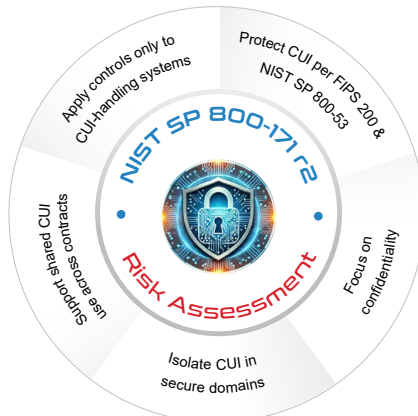 Apply controls only to
CUI-handling systems
Protect CUI per FIPS 200 &
NIST SP 800-53
NIST SP 800-171 r2
Risk Assessment
Support shared CUI
use across contracts
Focus on
confidentiality
Isolate CUI in
secure domains